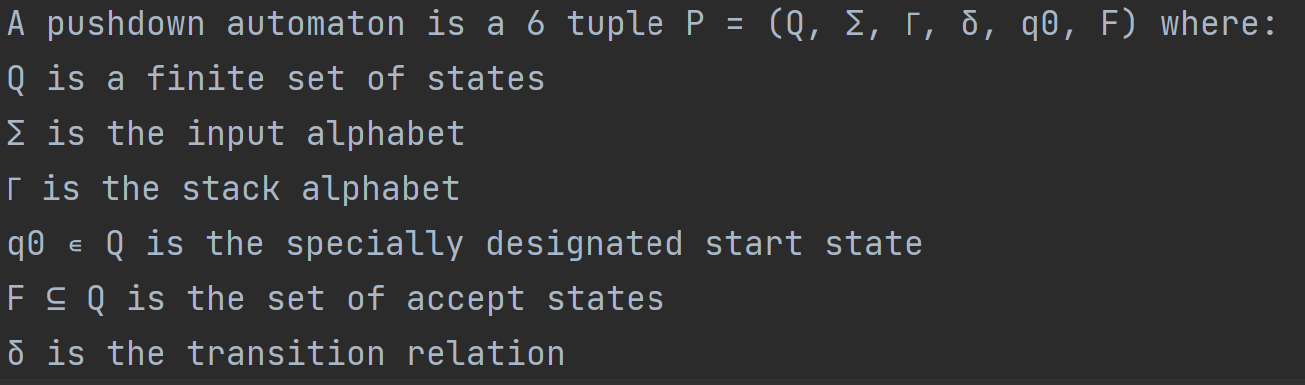 A pushdown automaton is a 6 tuple P = (Q, Σ, Γ, δ, q0, F) where:
Q is a finite set of states
Σ is the input alphabet
Γ is the stack alphabet
q0 ∊ Q is the specially designated start state
F ⊆ Q is the set of accept states
δ is the transition relation